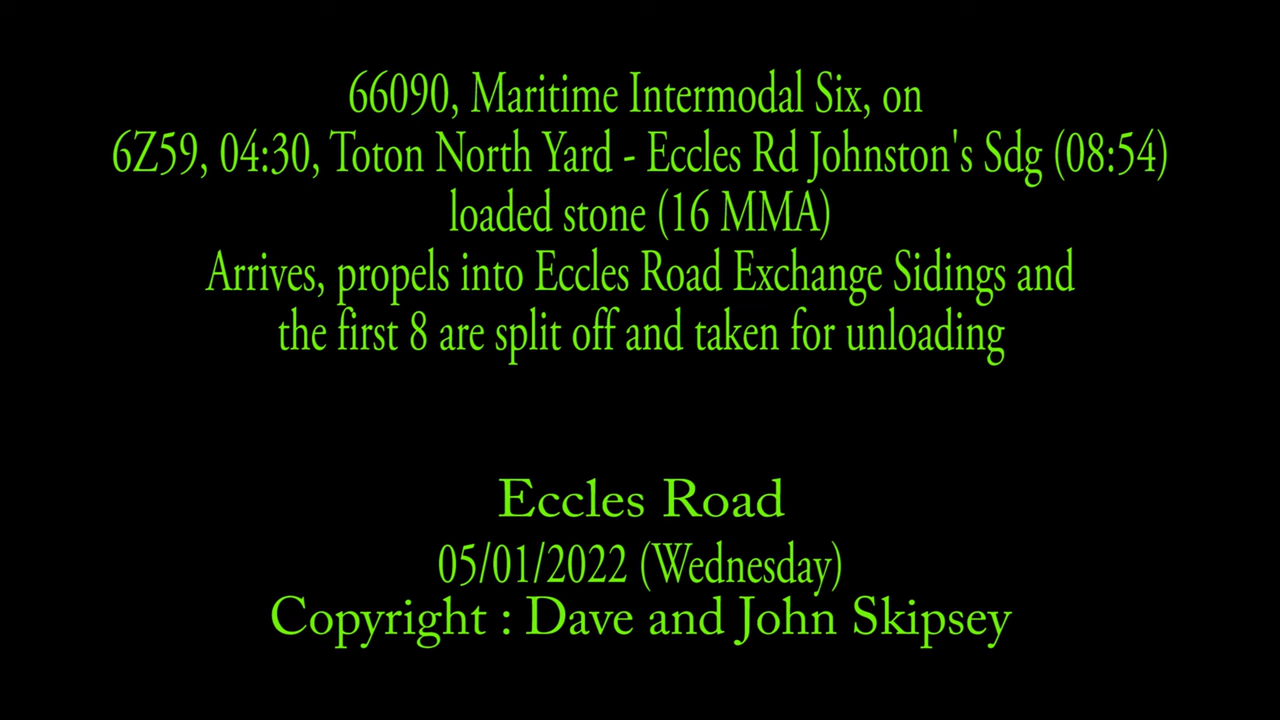 66090, Maritime Intermodal Six, on
6Z59, 04:30, Toton North Yard - Eccles Rd Johnston's Sdg (08:54)
loaded stone (16 MMA)
Arrives, propels into Eccles Road Exchange Sidings and
the first 8 are split off and taken for unloading
Eccles Road
05/01/2022 (Wednesday)
Copyright : Dave and John Skipsey